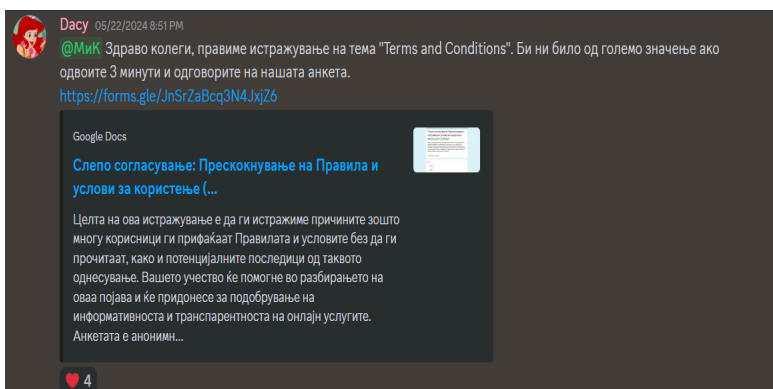 Dacy 05/22/2024 8:51 PM
@МиК Здраво колеги, правиме истражување на тема "Terms and Conditions". Би ни било од големо значење ако
одвоите 3 минути и одговорите на нашата анкета.
https://forms.gle/JnSrZaBcq3N4JxjZ6
Google Docs
Слепо согласување: Прескокнување на Правила и
услови за користење (...
Целта на ова истражување е да ги истражиме причините зошто
многу корисници ги прифаќаат Правилата и условите без да ги
прочитаат, како и потенцијалните последици од таквото
однесување. Вашето учество ќе помогне во разбирањето на
оваа појава и ќе придонесе за подобрување на
информативноста и транспарентноста на онлајн услугите.
Анкетата е анонимн...
4